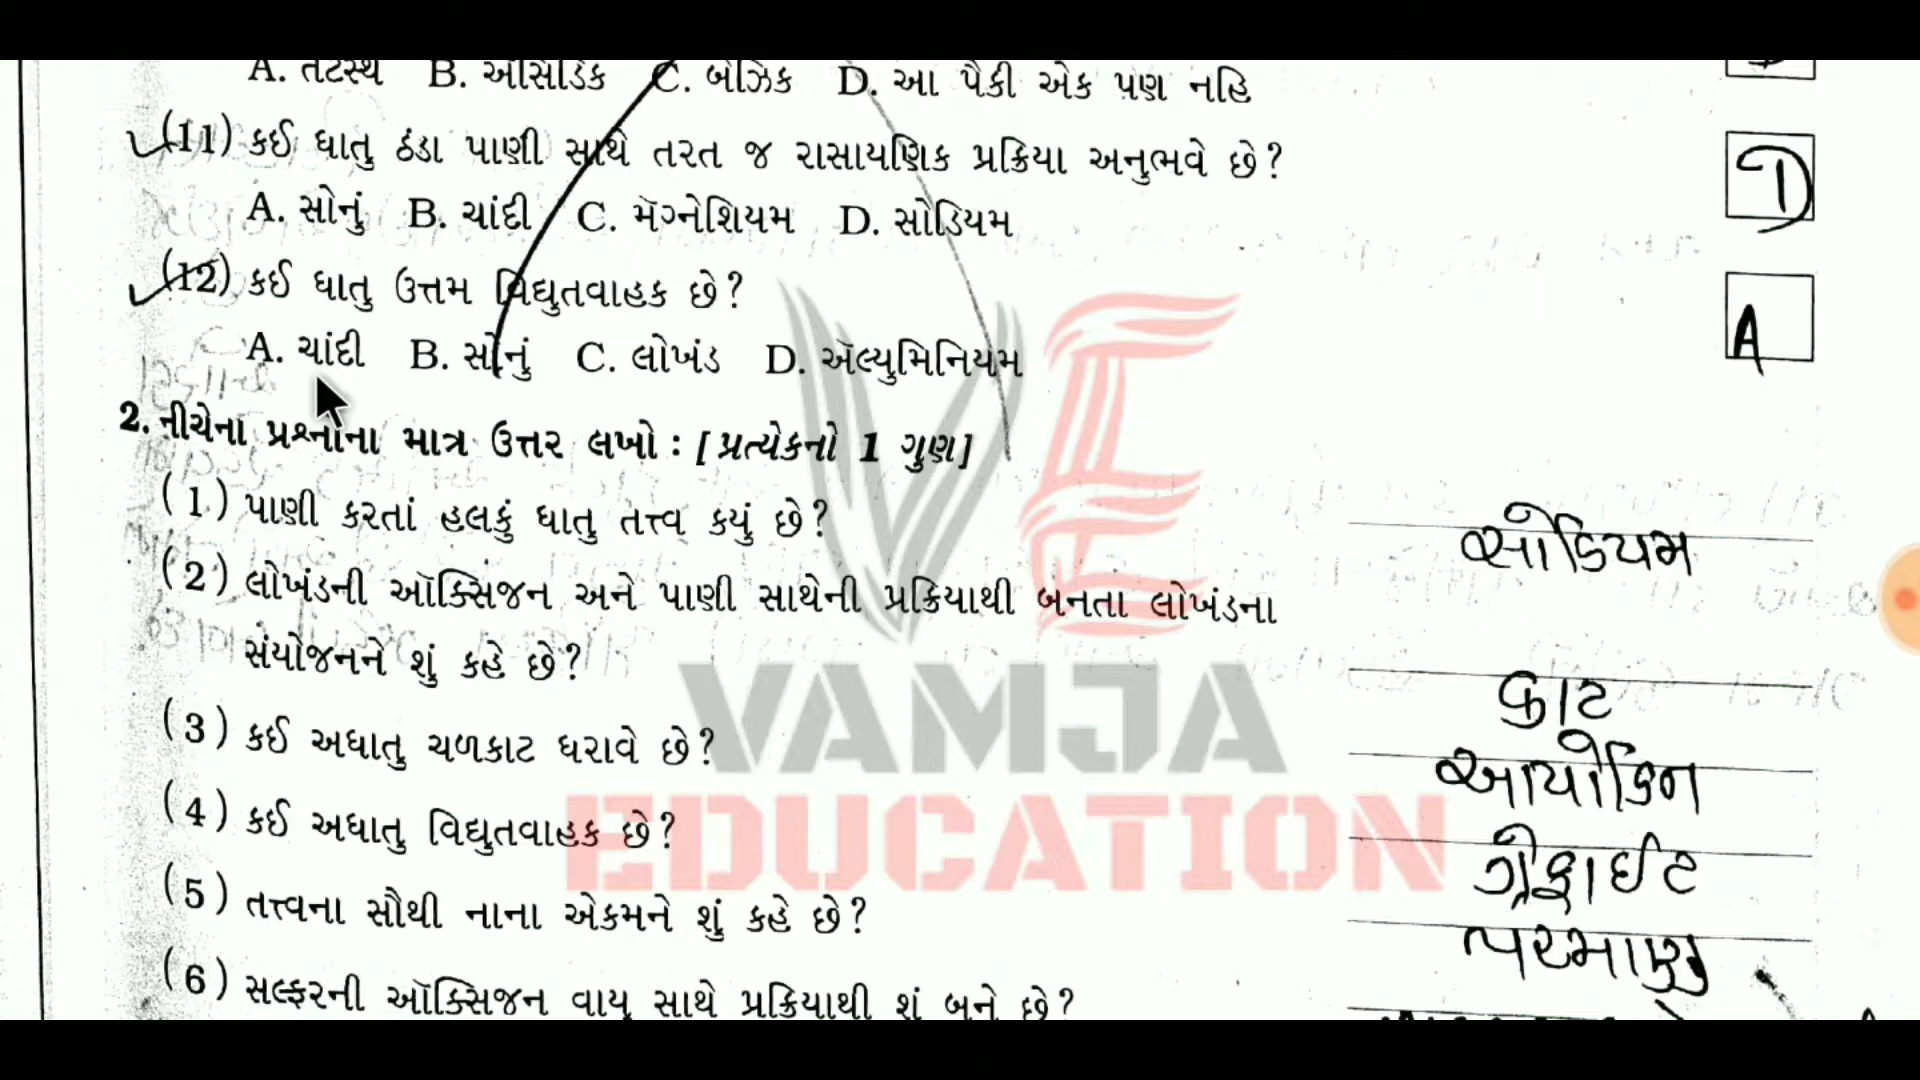 A. તટસ્થ B. ઍસિડિક C. બેઝિક D. આ પૈકી એક પણ નહિ
(11) કઈ ધાતુ ઠંડા પાણી સાથે તરત જ રાસાયણિક પ્રક્રિયા અનુભવે છે? D
A. સોનું B. ચાંદી C. મૅગ્નેશિયમ D. સોડિયમ
(12) કઈ ધાતુ ઉત્તમ વિદ્યુતવાહક છે? A
A. ચાંદી B. સોનું C. લોખંડ D. ઍલ્યુમિનિયમ
2. નીચેના પ્રશ્નોના માત્ર ઉત્તર લખો : [પ્રત્યેકનો 1 ગુણ]
(1) પાણી કરતાં હલકું ધાતુ તત્ત્વ કયું છે? સોડિયમ
(2) લોખંડની ઑક્સિજન અને પાણી સાથેની પ્રક્રિયાથી બનતા લોખંડના
સંયોજનને શું કહે છે? કાટ
(3) કઈ અધાતુ ચળકાટ ધરાવે છે? આયોડિન
(4) કઈ અધાતુ વિદ્યુતવાહક છે? ગ્રેફાઈટ
(5) તત્ત્વના સૌથી નાના એકમને શું કહે છે? પરમાણુ
(6) સલ્ફરની ઑક્સિજન વાયુ સાથે પ્રક્રિયાથી શું બને છે?
VE
VAMJA
EDUCATION